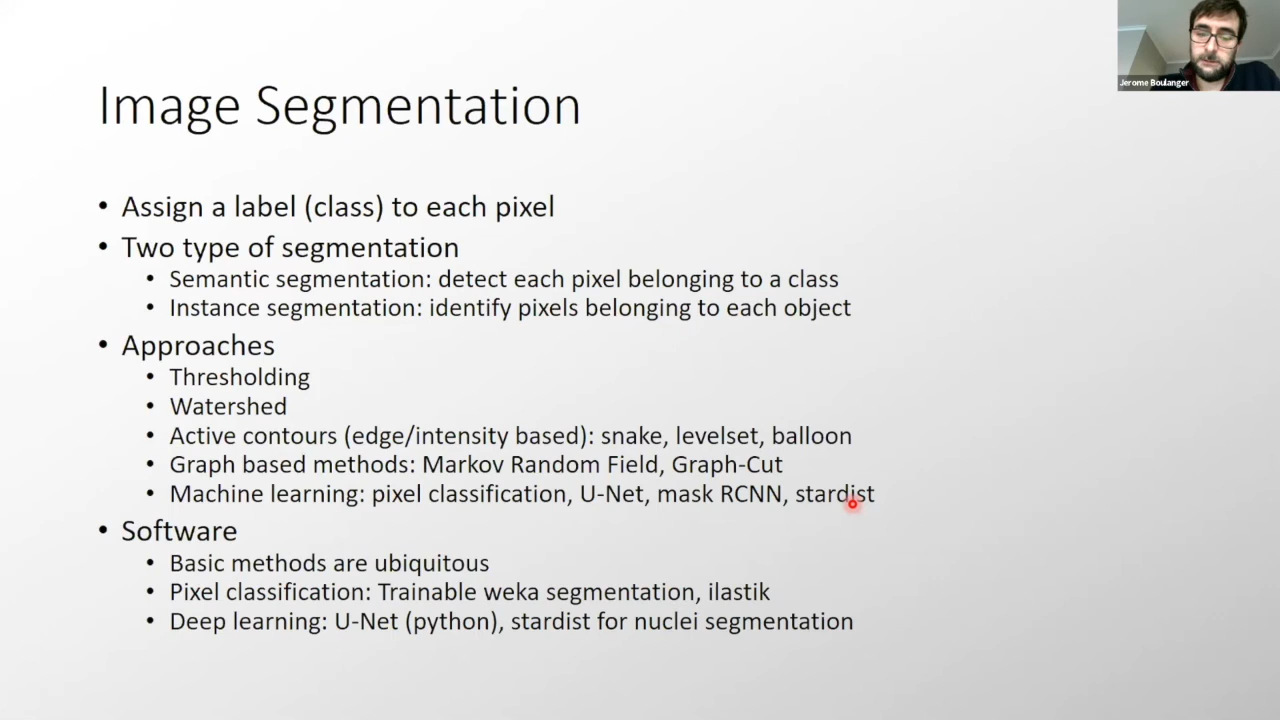 Jerome Boulanger
Image Segmentation
• Assign a label (class) to each pixel
• Two type of segmentation
• Semantic segmentation: detect each pixel belonging to a class
• Instance segmentation: identify pixels belonging to each object
• Approaches
• Thresholding
• Watershed
• Active contours (edge/intensity based): snake, levelset, balloon
• Graph based methods: Markov Random Field, Graph-Cut
• Machine learning: pixel classification, U-Net, mask RCNN, stardist
• Software
• Basic methods are ubiquitous
• Pixel classification: Trainable weka segmentation, ilastik
• Deep learning: U-Net (python), stardist for nuclei segmentation